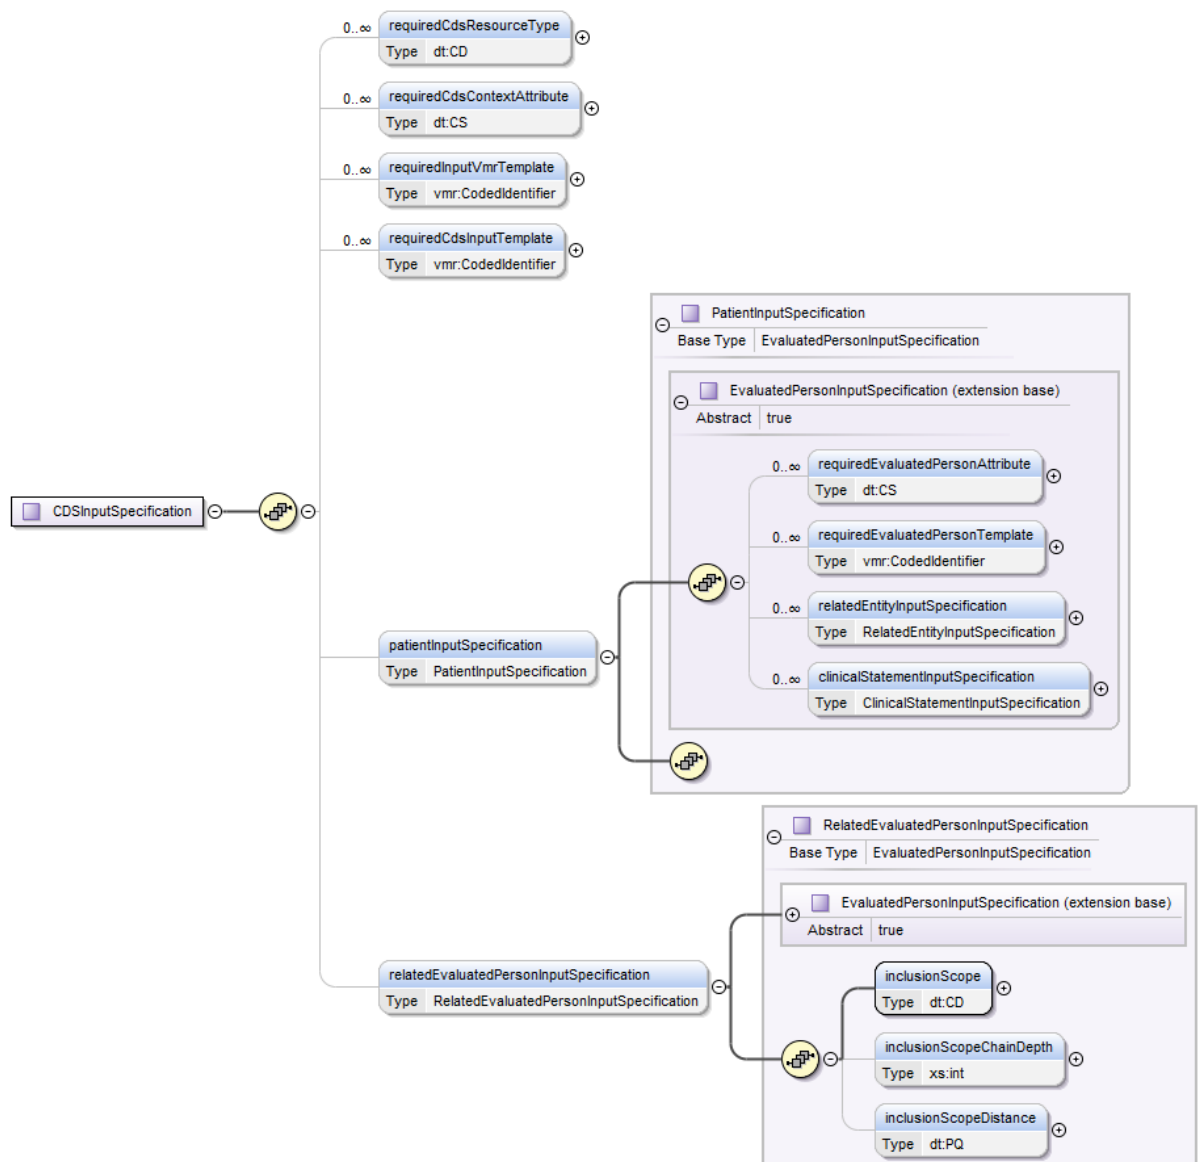 0..∞ requiredCdsResourceType
Type dt:CD
0..∞ requiredCdsContextAttribute
Type dt:CS
0..∞ requiredInputVmrTemplate
Type vmr:CodedIdentifier
0..∞ requiredCdsInputTemplate
Type vmr:CodedIdentifier
PatientInputSpecification
Base Type EvaluatedPersonInputSpecification
EvaluatedPersonInputSpecification (extension base)
Abstract true
0..∞ requiredEvaluatedPersonAttribute
Type dt:CS
CDSInputSpecification
0..∞ requiredEvaluatedPersonTemplate
Type vmr:CodedIdentifier
0..∞ relatedEntityInputSpecification
Type RelatedEntityInputSpecification
patientInputSpecification
Type PatientInputSpecification
0..∞ clinicalStatementInputSpecification
Type ClinicalStatementInputSpecification
RelatedEvaluatedPersonInputSpecification
Base Type EvaluatedPersonInputSpecification
EvaluatedPersonInputSpecification (extension base)
Abstract true
relatedEvaluatedPersonInputSpecification
Type RelatedEvaluatedPersonInputSpecification
inclusionScope
Type dt:CD
inclusionScopeChainDepth
Type xs:int
inclusionScopeDistance
Type dt:PQ